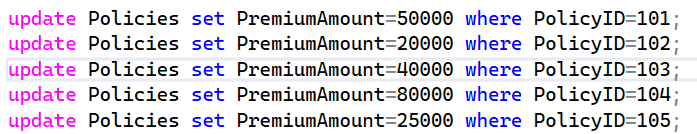 update Policies set PremiumAmount=50000 where PolicyID=101;
update Policies set PremiumAmount=20000 where PolicyID=102;
update Policies set PremiumAmount=40000 where PolicyID=103;
update Policies set PremiumAmount=80000 where PolicyID=104;
update Policies set PremiumAmount=25000 where PolicyID=105;